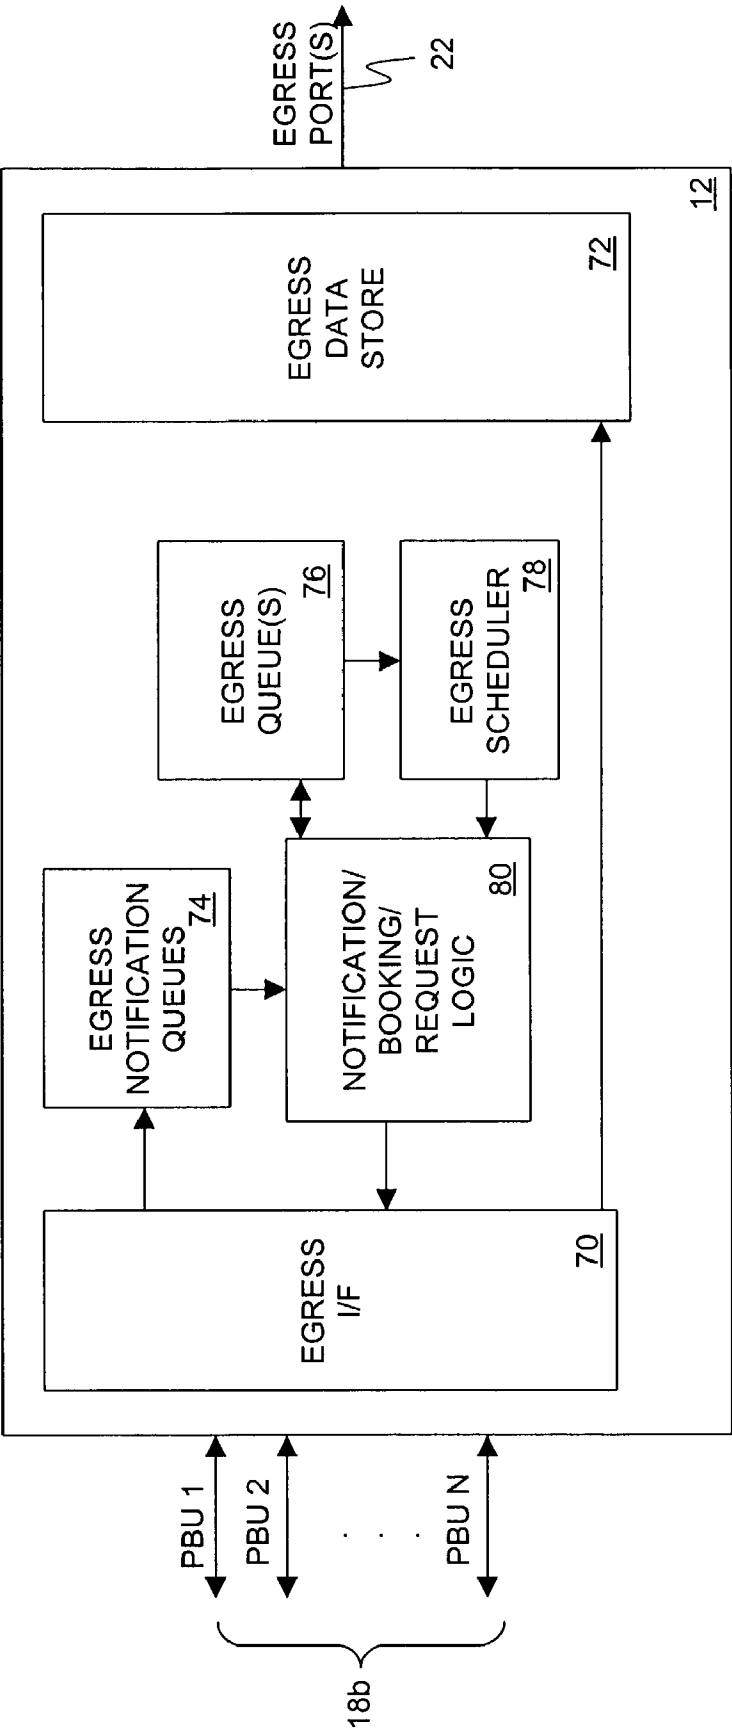 18b
PBU 1
PBU 2
. . .
PBU N
EGRESS
I/F
70
EGRESS
NOTIFICATION
QUEUES
74
NOTIFICATION/
BOOKING/
REQUEST
LOGIC
80
EGRESS
QUEUE(S)
76
EGRESS
SCHEDULER
78
EGRESS
DATA
STORE
72
12
EGRESS
PORT(S)
22